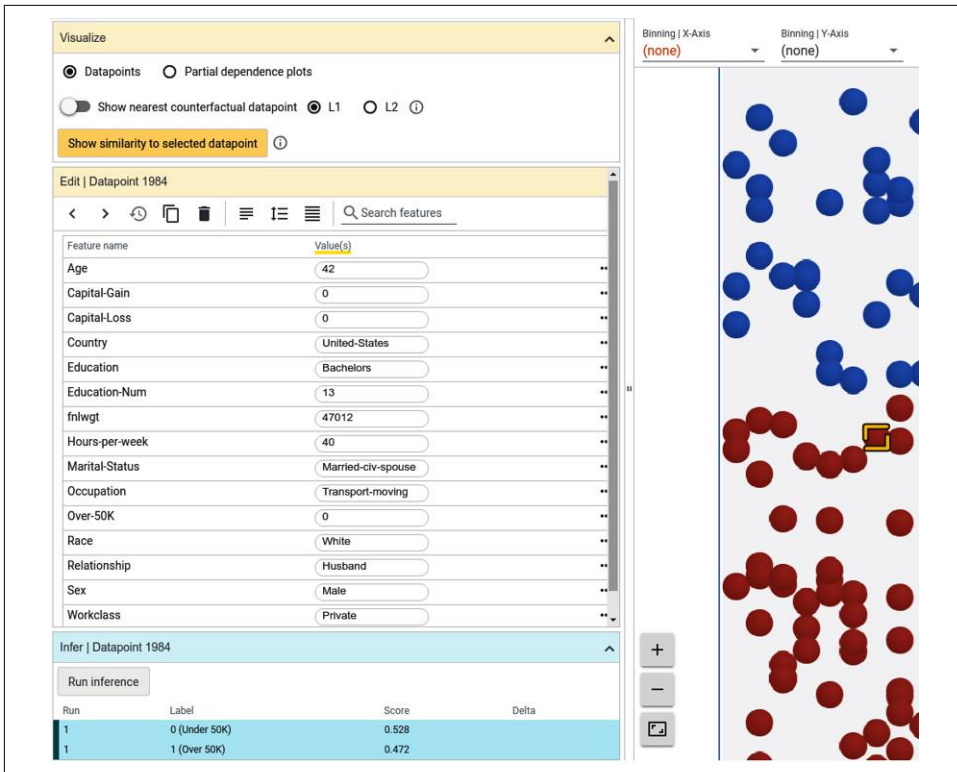 Visualize
Datapoints Partial dependence plots
Show nearest counterfactual datapoint L1 L2
Show similarity to selected datapoint
Edit | Datapoint 1984
Search features
Feature name Value(s)
Age 42
Capital-Gain 0
Capital-Loss 0
Country United-States
Education Bachelors
Education-Num 13
fnlwgt 47012
Hours-per-week 40
Marital-Status Married-civ-spouse
Occupation Transport-moving
Over-50K 0
Race White
Relationship Husband
Sex Male
Workclass Private
Infer | Datapoint 1984
Run inference
Run Label Score Delta
1 0 (Under 50K) 0.528
1 1 (Over 50K) 0.472
Binning | X-Axis Binning | Y-Axis
(none) (none)